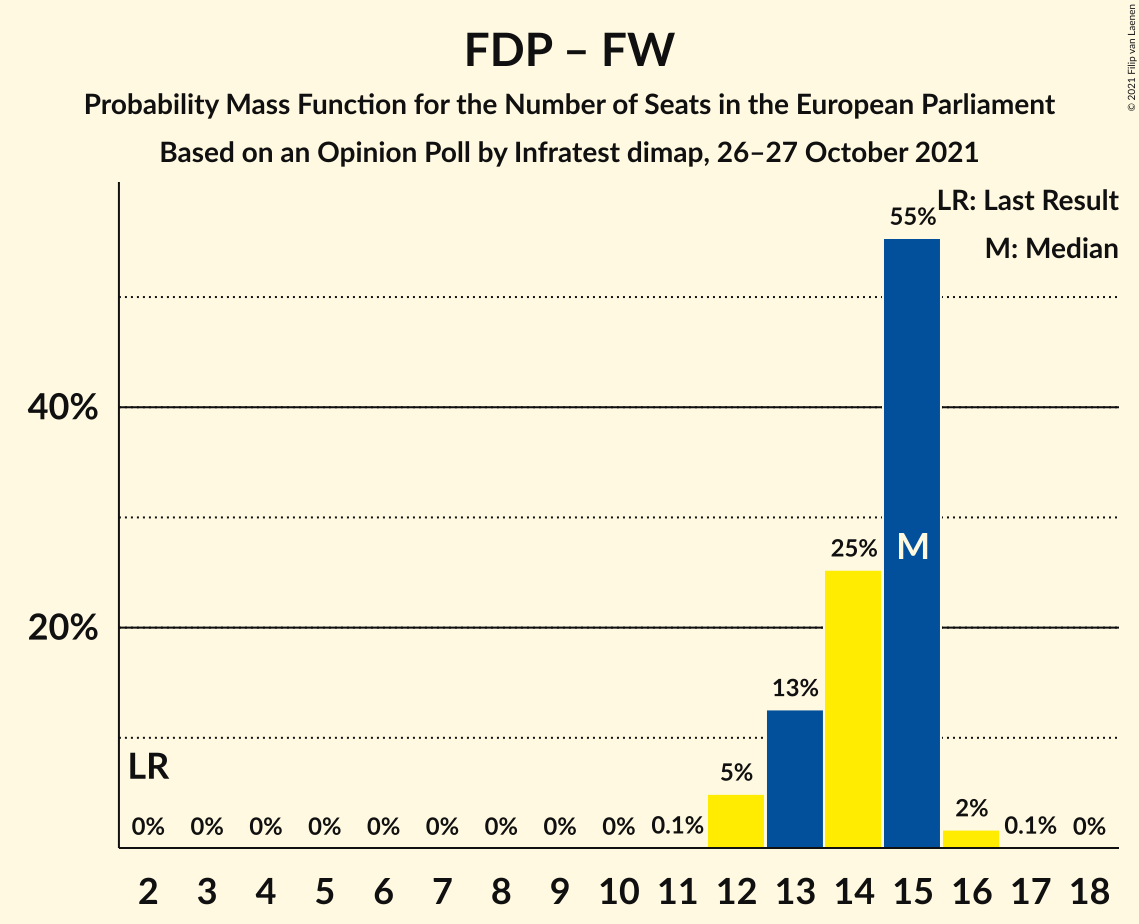 FDP – FW
Probability Mass Function for the Number of Seats in the European Parliament
Based on an Opinion Poll by Infratest dimap, 26–27 October 2021
© 2021 Filip van Laenen
LR: Last Result
M: Median
55%
40%
25%
M
20%
13%
LR
5%
2%
0% 0% 0% 0% 0% 0% 0% 0% 0% 0.1% 0.1% 0%
2 3 4 5 6 7 8 9 10 11 12 13 14 15 16 17 18